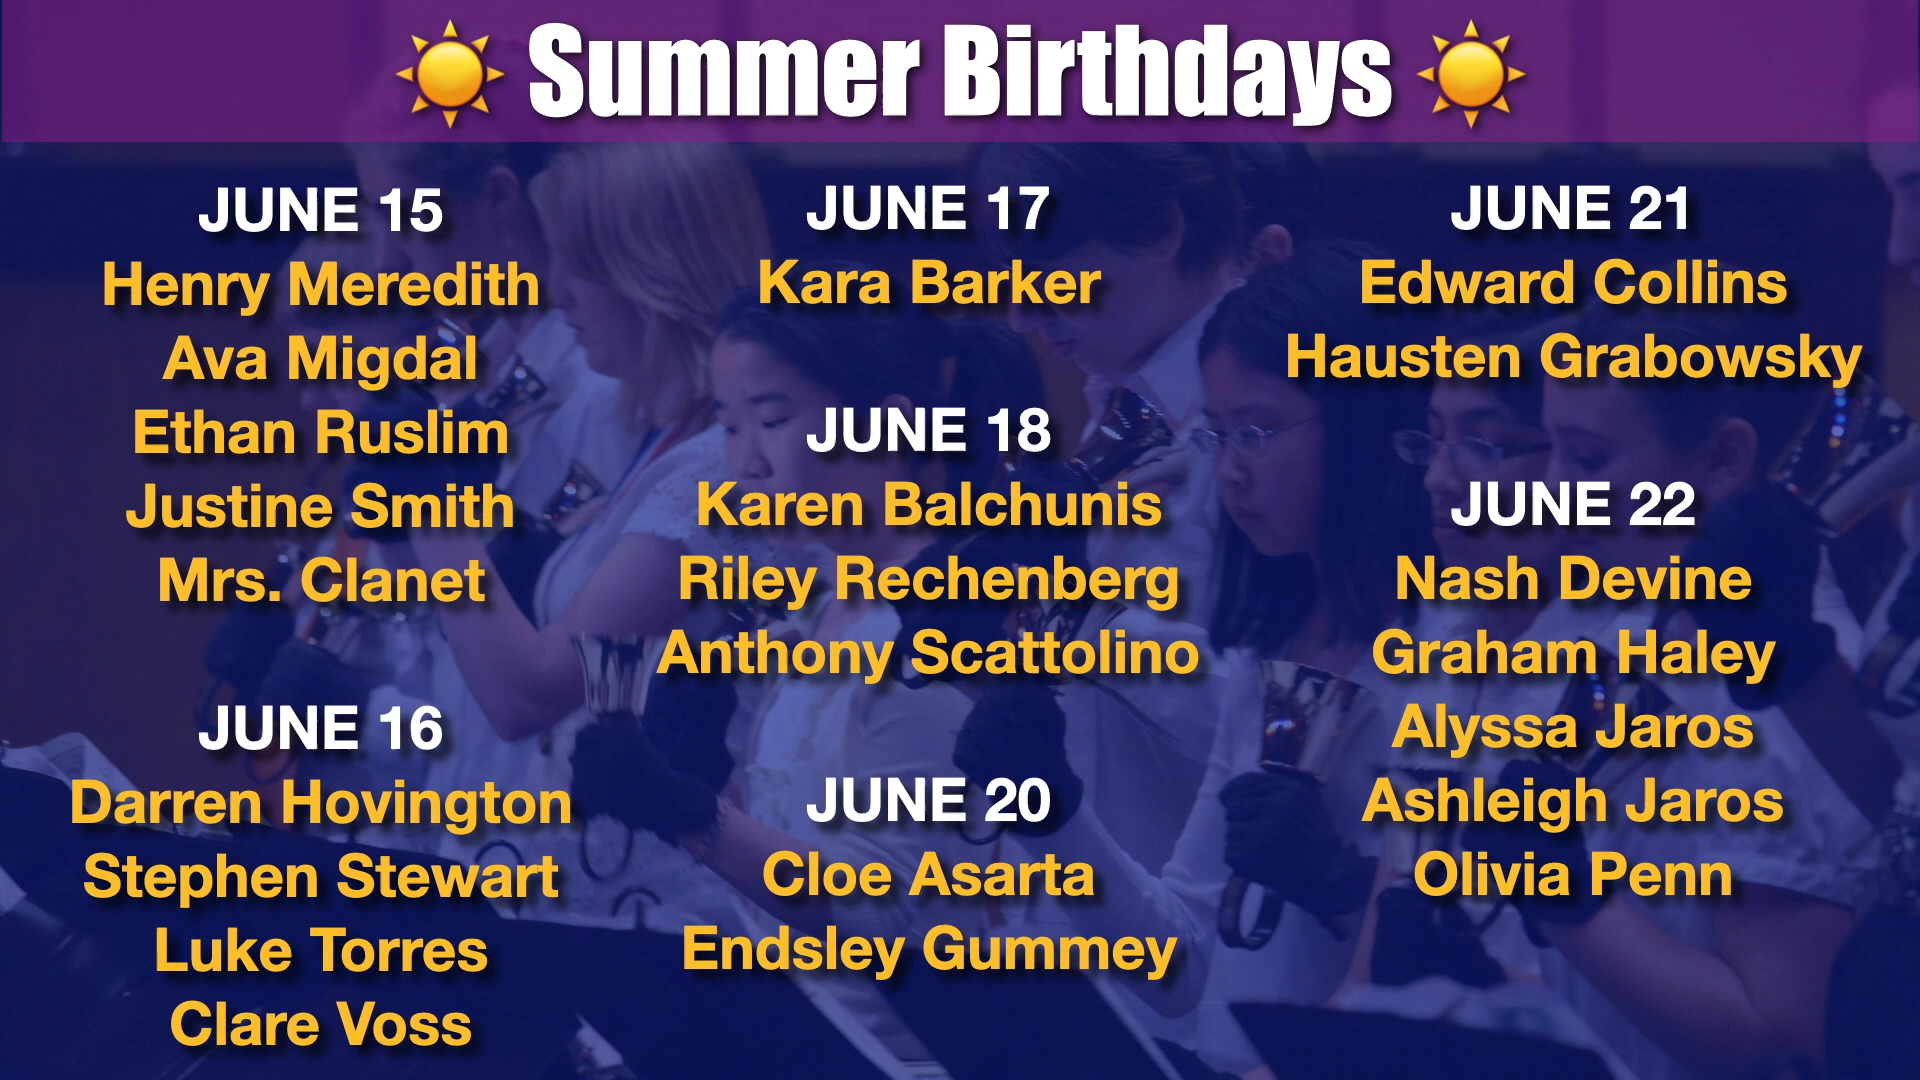 ☀️ Summer Birthdays ☀️
JUNE 15
Henry Meredith
Ava Migdal
Ethan Ruslim
Justine Smith
Mrs. Clanet
JUNE 16
Darren Hovington
Stephen Stewart
Luke Torres
Clare Voss
JUNE 17
Kara Barker
JUNE 18
Karen Balchunis
Riley Rechenberg
Anthony Scattolino
JUNE 20
Cloe Asarta
Endsley Gummey
JUNE 21
Edward Collins
Hausten Grabowsky
JUNE 22
Nash Devine
Graham Haley
Alyssa Jaros
Ashleigh Jaros
Olivia Penn